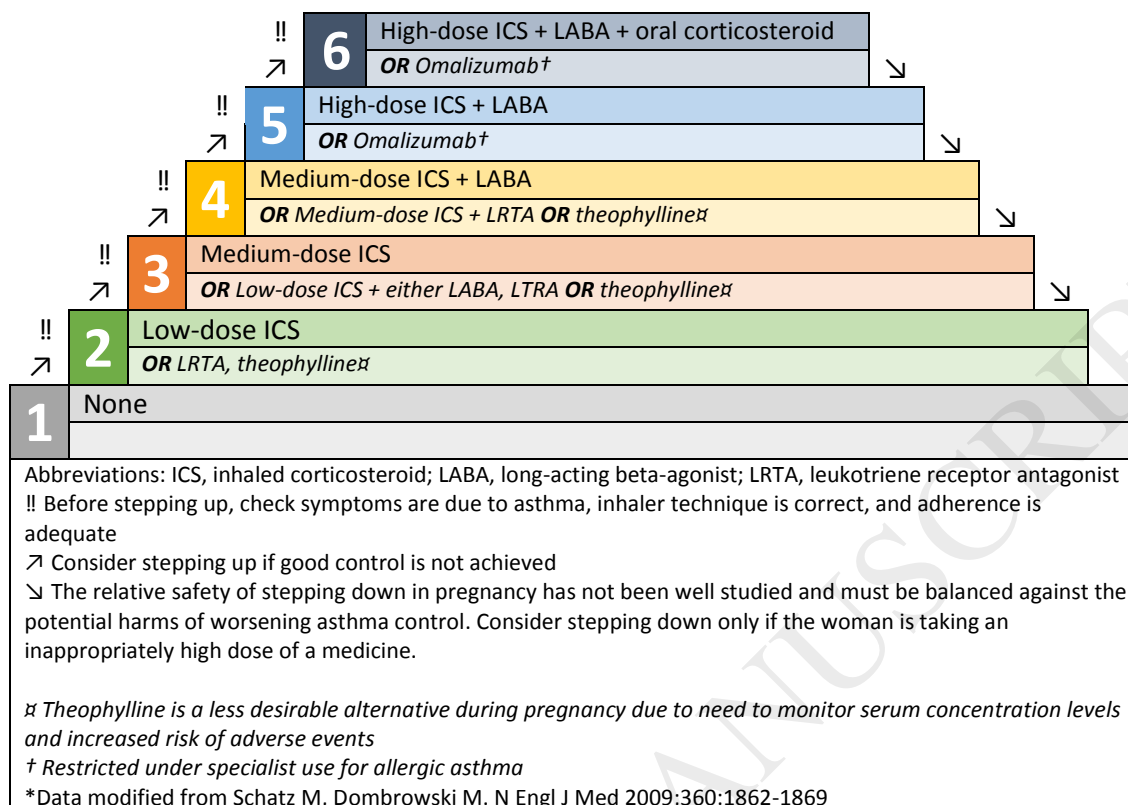 ‼ 6 High-dose ICS + LABA + oral corticosteroid
↗ OR Omalizumab† ↘
‼ 5 High-dose ICS + LABA
↗ OR Omalizumab† ↘
‼ 4 Medium-dose ICS + LABA
↗ OR Medium-dose ICS + LRTA OR theophylline¤ ↘
‼ 3 Medium-dose ICS
↗ OR Low-dose ICS + either LABA, LTRA OR theophylline¤ ↘
‼ 2 Low-dose ICS
↗ OR LRTA, theophylline¤
1 None
Abbreviations: ICS, inhaled corticosteroid; LABA, long-acting beta-agonist; LRTA, leukotriene receptor antagonist
‼ Before stepping up, check symptoms are due to asthma, inhaler technique is correct, and adherence is
adequate
↗ Consider stepping up if good control is not achieved
↘ The relative safety of stepping down in pregnancy has not been well studied and must be balanced against the
potential harms of worsening asthma control. Consider stepping down only if the woman is taking an
inappropriately high dose of a medicine.
¤ Theophylline is a less desirable alternative during pregnancy due to need to monitor serum concentration levels
and increased risk of adverse events
† Restricted under specialist use for allergic asthma
*Data modified from Schatz M, Dombrowski M. N Engl J Med 2009;360:1862-1869
ANUSCRIP